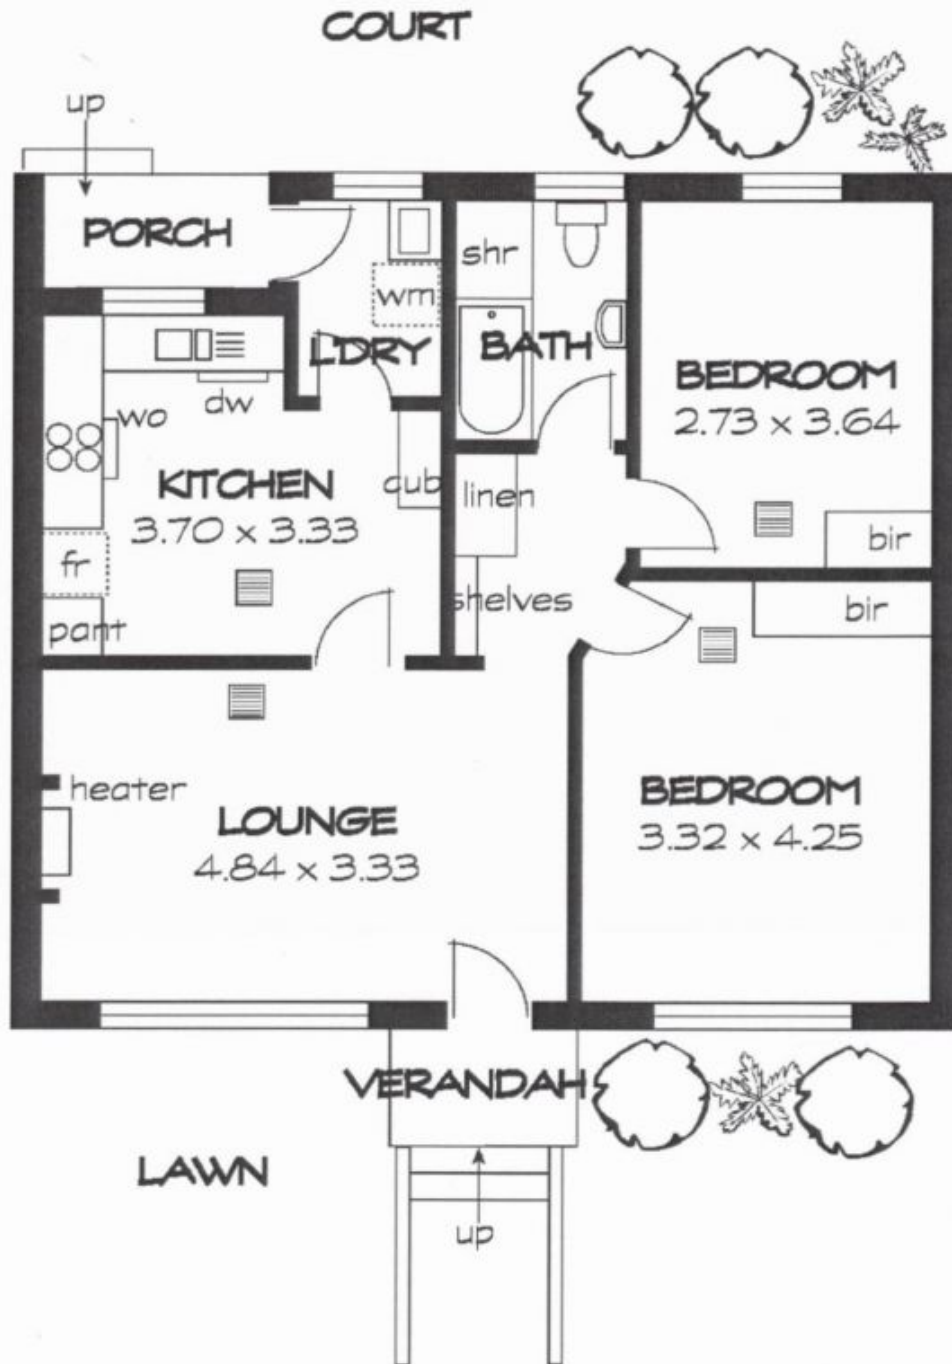 COURT
up
PORCH
shr
wm
L'DRY
BATH
BEDROOM
2.73 x 3.64
wo
dw
KITCHEN
3.70 x 3.33
cub
linen
fr
bir
pant
shelves
bir
heater
LOUNGE
4.84 x 3.33
BEDROOM
3.32 x 4.25
VERANDAH
LAWN
up